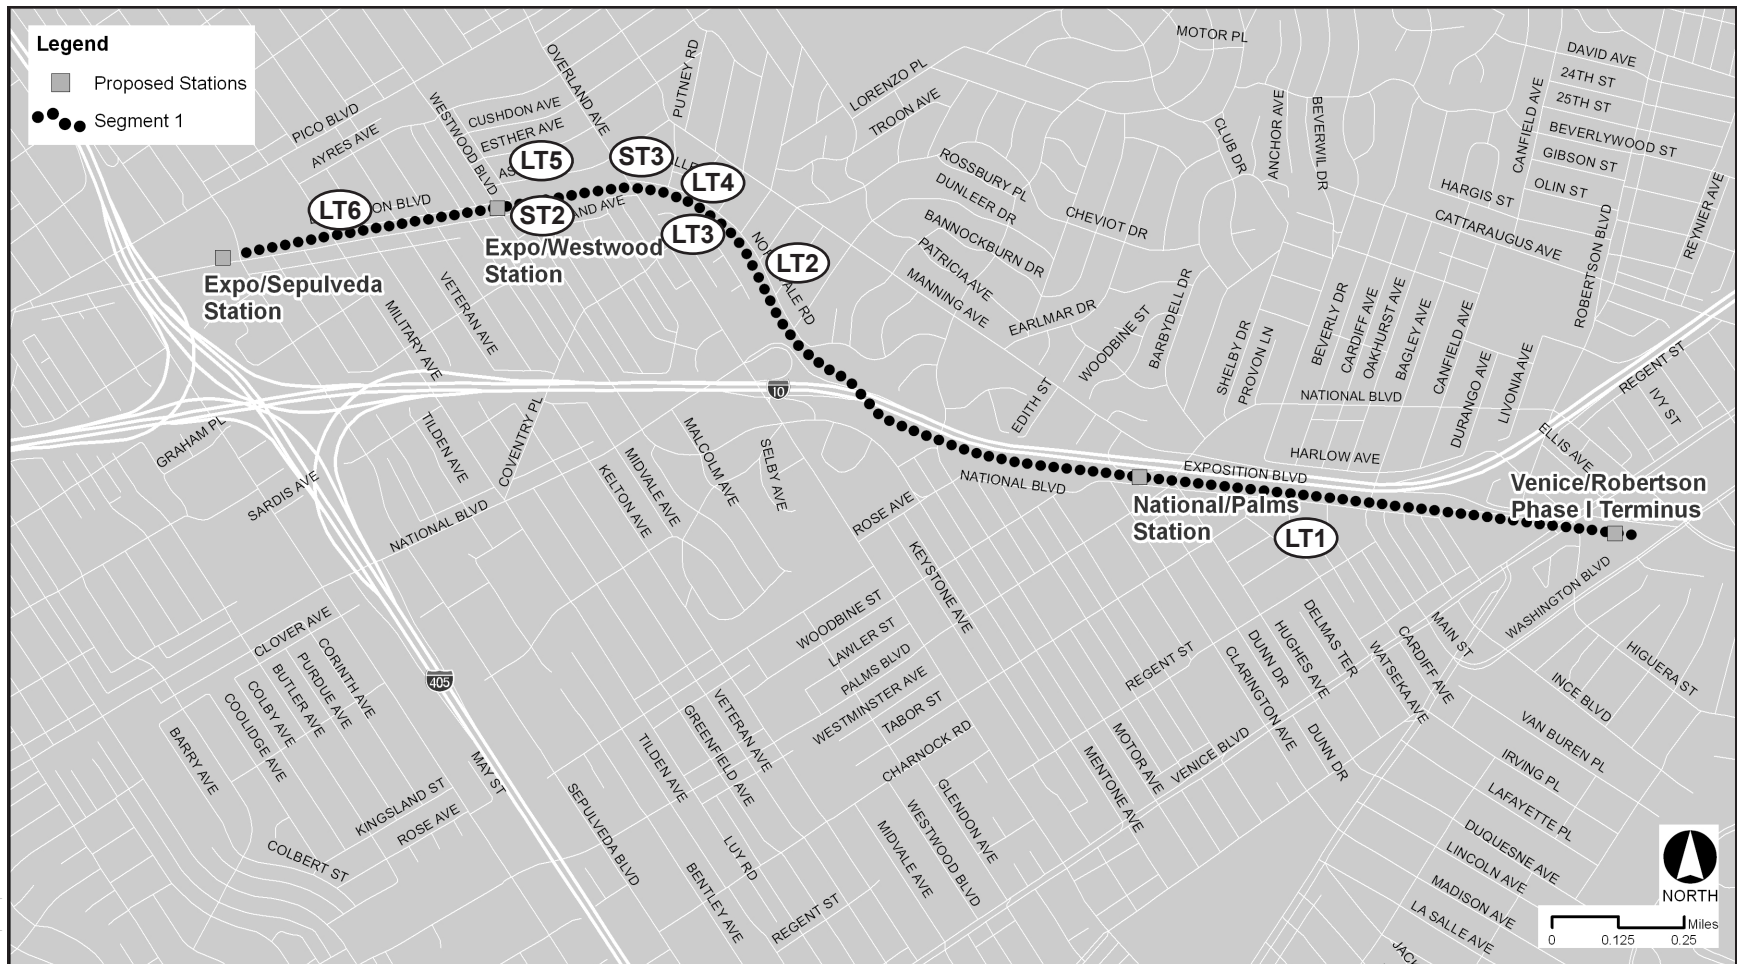 Legend
Proposed Stations
Segment 1
MOTOR PL
DAVID AVE
24TH ST
25TH ST
BEVERLYWOOD ST
GIBSON ST
OLIN ST
CANFIELD AVE
HARGIS ST
CATTARAUGUS AVE
ROBERTSON BLVD
REYNIER AVE
OVERLAND AVE
PUTNEY RD
LORENZO PL
TROON AVE
PICO BLVD
AYRES AVE
WESTWOOD BLVD
CUSHDON AVE
ESTHER AVE
CLUB DR
ANCHOR AVE
BEVERWIL DR
ROSSBURY PL
DUNLEER DR
BANNOCKBURN DR
PATRICIA AVE
MANNING AVE
CHEVIOT DR
EARLMAR DR
WOODBINE ST
BARBYDELL DR
SHELBY DR
PROVON LN
BEVERLY DR
CARDIFF AVE
OAKHURST AVE
BAGLEY AVE
CANFIELD AVE
DURANGO AVE
LIVONIA AVE
REGENT ST
IVY ST
ELLIS AVE
NATIONAL BLVD
HARLOW AVE
EXPOSITION BLVD
NATIONAL BLVD
EDITH ST
LT5
ST3
LT4
LT6
ST2
LT3
LT2
LT1
ON BLVD
AND AVE
Expo/Sepulveda
Station
Expo/Westwood
Station
National/Palms
Station
Venice/Robertson
Phase I Terminus
MILITARY AVE
VETERAN AVE
10
GRAHAM PL
SARDIS AVE
TILDEN AVE
COVENTRY PL
NATIONAL BLVD
KELTON AVE
MIDVALE AVE
MALCOLM AVE
SELBY AVE
ROSE AVE
KEYSTONE AVE
WOODBINE ST
LAWLER ST
PALMS BLVD
WESTMINSTER AVE
TABOR ST
CHARNOCK RD
CLOVER AVE
CORINTH AVE
PURDUE AVE
BUTLER AVE
COLBY AVE
COOLIDGE AVE
BARRY AVE
405
MAY ST
KINGSLAND ST
ROSE AVE
COLBERT ST
SEPULVEDA BLVD
TILDEN AVE
GREENFIELD AVE
VETERAN AVE
LUY RD
BENTLEY AVE
REGENT ST
MIDVALE AVE
WESTWOOD BLVD
GLENDON AVE
MENTONE AVE
MOTOR AVE
VENICE BLVD
REGENT ST
CLARINGTON AVE
DUNN DR
HUGHES AVE
DELMAS TER
DUNN DR
WATSEKA AVE
CARDIFF AVE
MAIN ST
WASHINGTON BLVD
HIGUERA ST
INCE BLVD
VAN BUREN PL
IRVING PL
LAFAYETTE PL
DUQUESNE AVE
LINCOLN AVE
MADISON AVE
LA SALLE AVE
NORTH
Miles
0 0.125 0.25